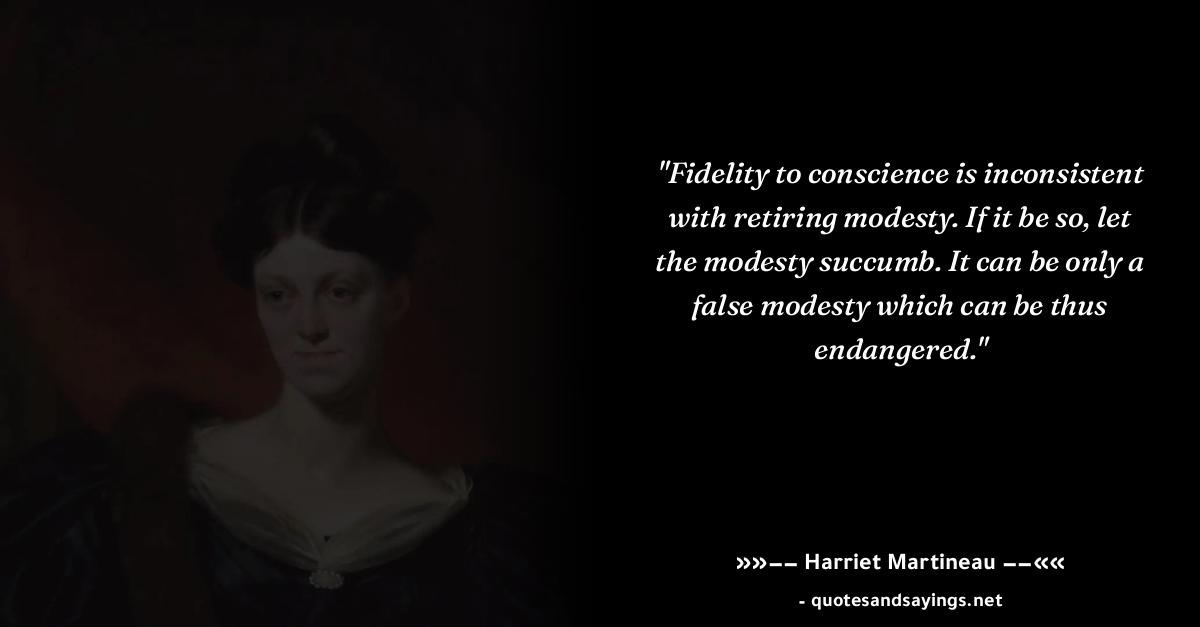 "Fidelity to conscience is inconsistent
with retiring modesty. If it be so, let
the modesty succumb. It can be only a
false modesty which can be thus
endangered."
»»−− Harriet Martineau −−««
- quotesandsayings.net